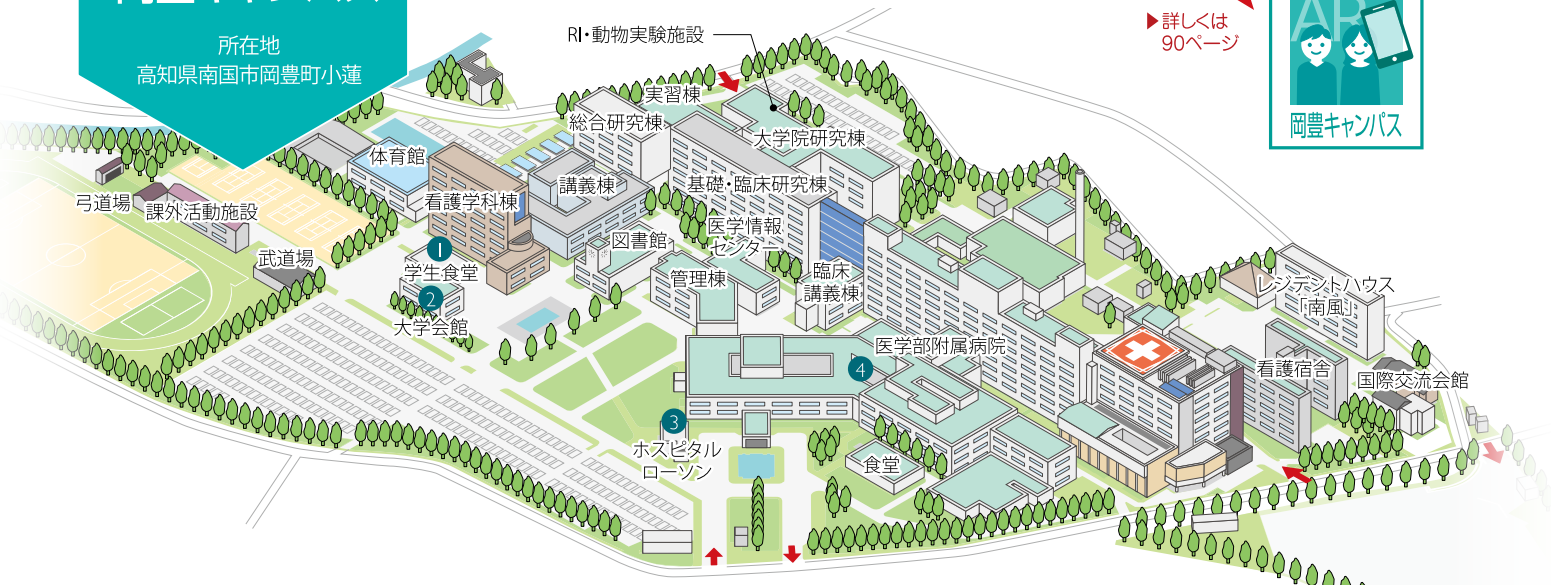 所在地
高知県南国市岡豊町小蓮
RI・動物実験施設
▶詳しくは
90ページ
AR
岡豊キャンパス
実習棟
総合研究棟
大学院研究棟
体育館
講義棟
基礎・臨床研究棟
看護学科棟
弓道場
課外活動施設
医学情報
センター
図書館
武道場
1
学生食堂
管理棟
臨床
講義棟
レジデントハウス
「南風」
2
大学会館
医学部附属病院
4
看護宿舎
国際交流会館
3
ホスピタル
ローソン
食堂